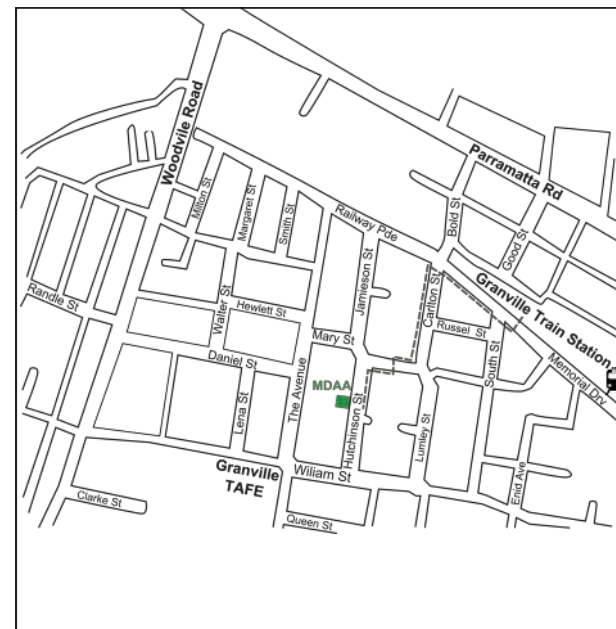 Woodvile Road
Parramatta Rd
Milton St
Margaret St
Smith St
Railway Pde
Bold St
Good St
Jamieson St
Carlton St
Granville Train Station
Randle St
Walter St
Hewlett St
Mary St
Russel St
South St
Memorial Drv
Daniel St
MDAA
The Avenue
Lena St
Hutchinson St
Lumley St
Granville
TAFE
Wiliam St
Enid Ave
Clarke St
Queen St